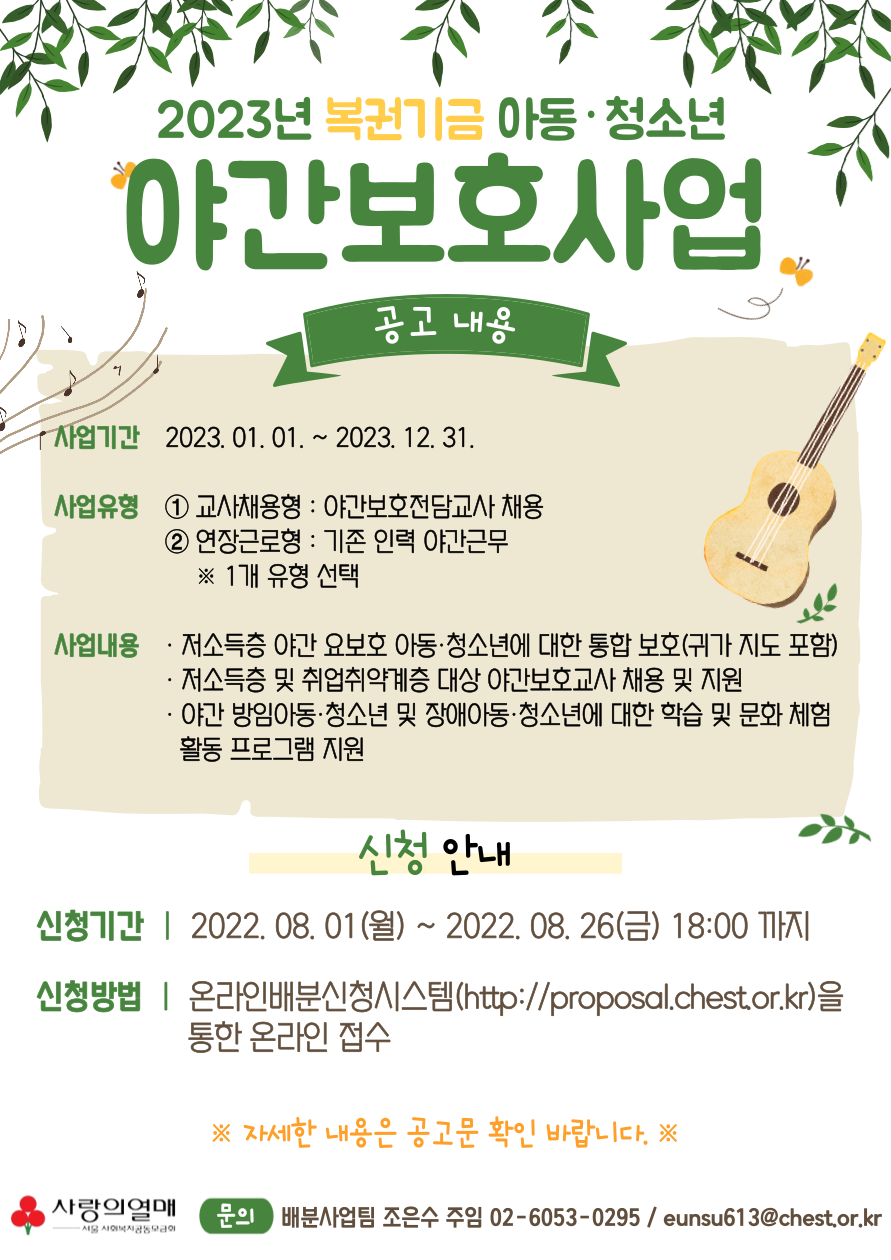 2023년 복권기금 아동·청소년
야간보호사업
공고 내용
사업기간 2023. 01. 01. ~ 2023. 12. 31.
사업유형 ① 교사채용형 : 야간보호전담교사 채용
② 연장근로형 : 기존 인력 야간근무
※ 1개 유형 선택
사업내용 · 저소득층 야간 요보호 아동·청소년에 대한 통합 보호(귀가 지도 포함)
· 저소득층 및 취업취약계층 대상 야간보호교사 채용 및 지원
· 야간 방임아동·청소년 및 장애아동·청소년에 대한 학습 및 문화 체험
활동 프로그램 지원
신청 안내
신청기간 | 2022. 08. 01(월) ~ 2022. 08. 26(금) 18:00 까지
신청방법 | 온라인배분신청시스템(http://proposal.chest.or.kr)을
통한 온라인 접수
※ 자세한 내용은 공고문 확인 바랍니다. ※
사랑의열매
서울 사회복지공동모금회
문의 배분사업팀 조은수 주임 02-6053-0295 / eunsu613@chest.or.kr